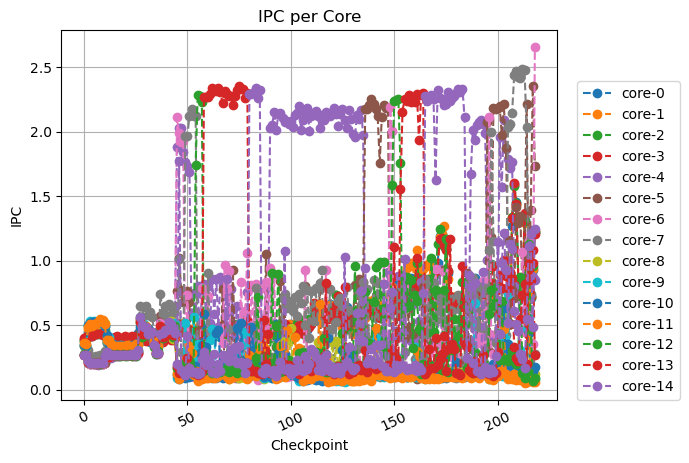 IPC per Core
IPC
2.5
2.0
1.5
1.0
0.5
0.0
0
50
100
150
200
Checkpoint
core-0
core-1
core-2
core-3
core-4
core-5
core-6
core-7
core-8
core-9
core-10
core-11
core-12
core-13
core-14